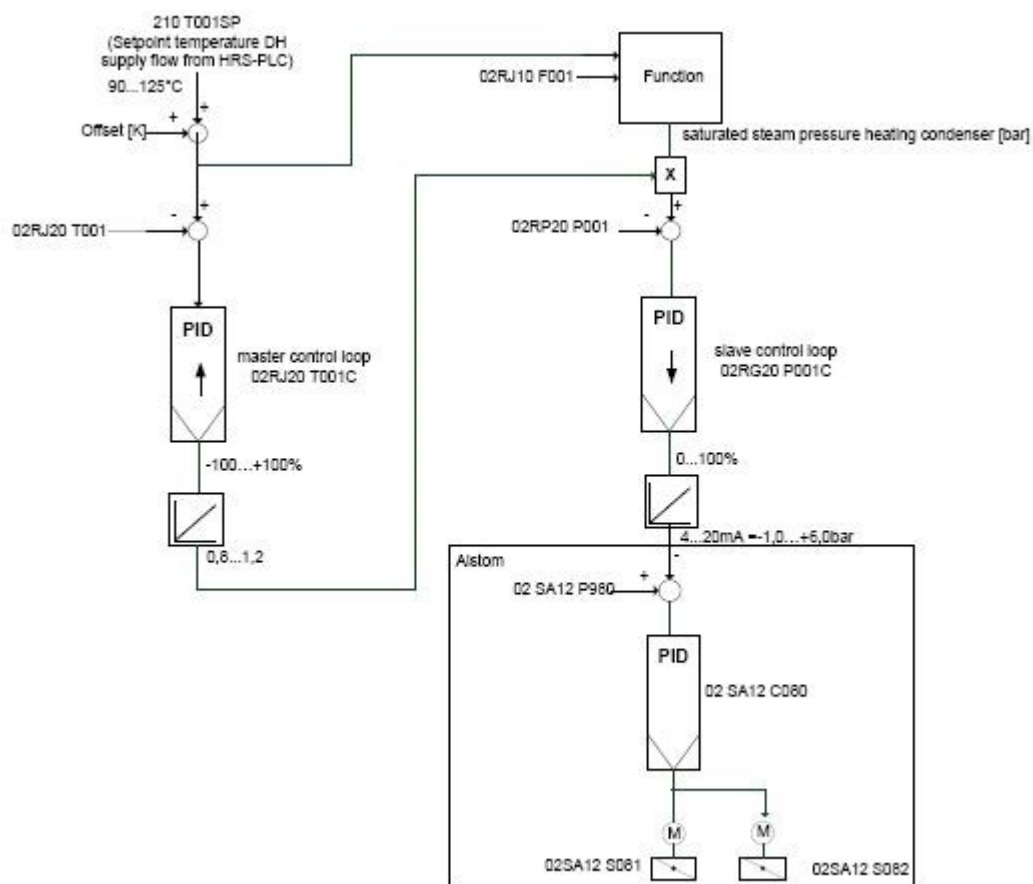 210 T001SP
(Setpoint temperature DH
supply flow from HRS-PLC)
90...125°C
+
+
Offset [K]
02RJ10 F001
Function
saturated steam pressure heating condenser [bar]
X
-
+
02RJ20 T001
-
+
02RP20 P001
PID
master control loop
02RJ20 T001C
PID
slave control loop
02RG20 P001C
-100...+100%
0...100%
0,8...1,2
4...20mA =-1,0...+6,0bar
Alstom
-
+
02 SA12 P980
PID
02 SA12 C080
M
M
02SA12 S081
02SA12 S082